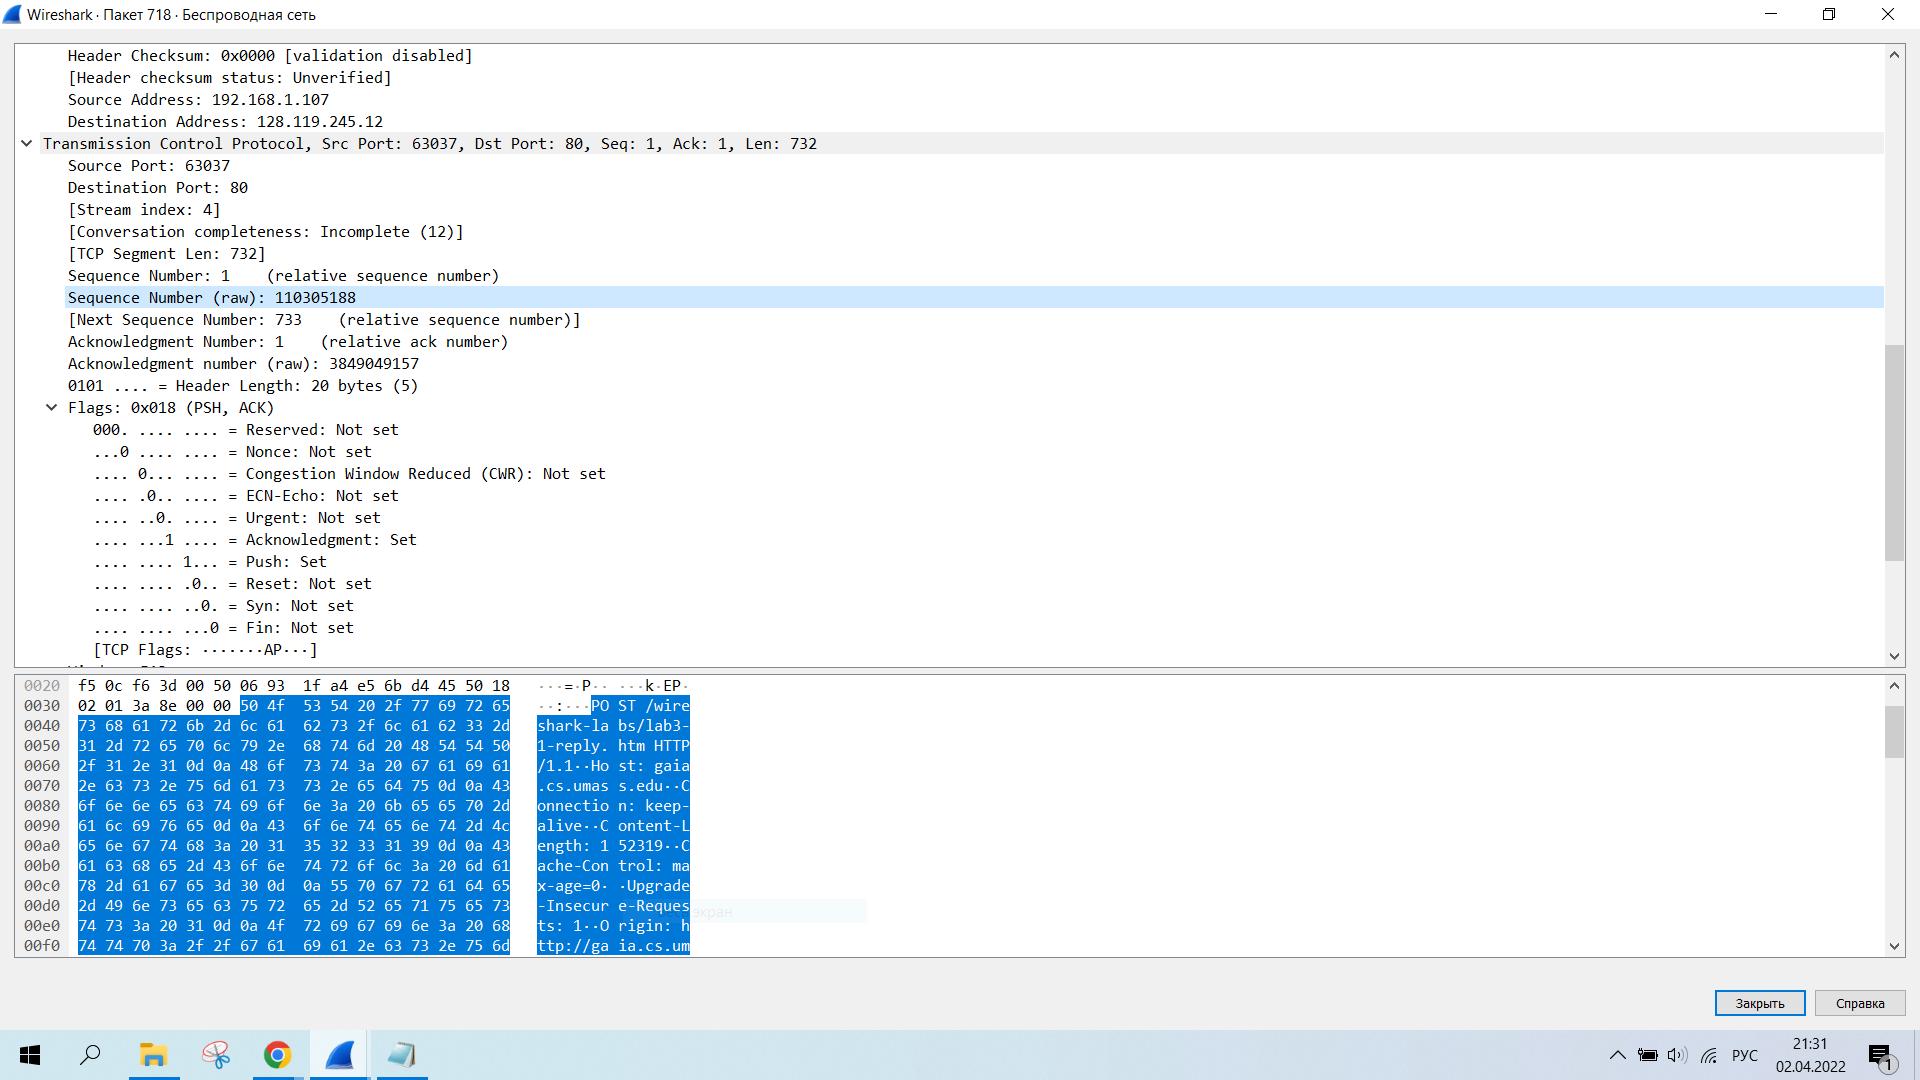 Wireshark · Пакет 718 · Беспроводная сеть
Header Checksum: 0x0000 [validation disabled]
[Header checksum status: Unverified]
Source Address: 192.168.1.107
Destination Address: 128.119.245.12
Transmission Control Protocol, Src Port: 63037, Dst Port: 80, Seq: 1, Ack: 1, Len: 732
Source Port: 63037
Destination Port: 80
[Stream index: 4]
[Conversation completeness: Incomplete (12)]
[TCP Segment Len: 732]
Sequence Number: 1    (relative sequence number)
Sequence Number (raw): 110305188
[Next Sequence Number: 733    (relative sequence number)]
Acknowledgment Number: 1    (relative ack number)
Acknowledgment number (raw): 3849049157
0101 .... = Header Length: 20 bytes (5)
Flags: 0x018 (PSH, ACK)
000. .... .... = Reserved: Not set
...0 .... .... = Nonce: Not set
.... 0... .... = Congestion Window Reduced (CWR): Not set
.... .0.. .... = ECN-Echo: Not set
.... ..0. .... = Urgent: Not set
.... ...1 .... = Acknowledgment: Set
.... .... 1... = Push: Set
.... .... .0.. = Reset: Not set
.... .... ..0. = Syn: Not set
.... .... ...0 = Fin: Not set
[TCP Flags: ·······AP···]
0020 f5 0c f6 3d 00 50 06 93 1f a4 e5 6b d4 45 50 18 ···=·P·· ···k·EP·
0030 02 01 3a 8e 00 00 50 4f 53 54 20 2f 77 69 72 65 ··:···PO ST /wire
0040 73 68 61 72 6b 2d 6c 61 62 73 2f 6c 61 62 33 2d shark-la bs/lab3-
0050 31 2d 72 65 70 6c 79 2e 68 74 6d 20 48 54 54 50 1-reply. htm HTTP
0060 2f 31 2e 31 0d 0a 48 6f 73 74 3a 20 67 61 69 61 /1.1··Ho st: gaia
0070 2e 63 73 2e 75 6d 61 73 73 2e 65 64 75 0d 0a 43 .cs.umas s.edu··C
0080 6f 6e 6e 65 63 74 69 6f 6e 3a 20 6b 65 65 70 2d onnectio n: keep-
0090 61 6c 69 76 65 0d 0a 43 6f 6e 74 65 6e 74 2d 4c alive··C ontent-L
00a0 65 6e 67 74 68 3a 20 31 35 32 33 31 39 0d 0a 43 ength: 1 52319··C
00b0 61 63 68 65 2d 43 6f 6e 74 72 6f 6c 3a 20 6d 61 ache-Con trol: ma
00c0 78 2d 61 67 65 3d 30 0d 0a 55 70 67 72 61 64 65 x-age=0· ·Upgrade
00d0 2d 49 6e 73 65 63 75 72 65 2d 52 65 71 75 65 73 -Insecur e-Reques
00e0 74 73 3a 20 31 0d 0a 4f 72 69 67 69 6e 3a 20 68 ts: 1··O rigin: h
00f0 74 74 70 3a 2f 2f 67 61 69 61 2e 63 73 2e 75 6d ttp://ga ia.cs.um
Закрыть
Справка
РУС
21:31
02.04.2022
1